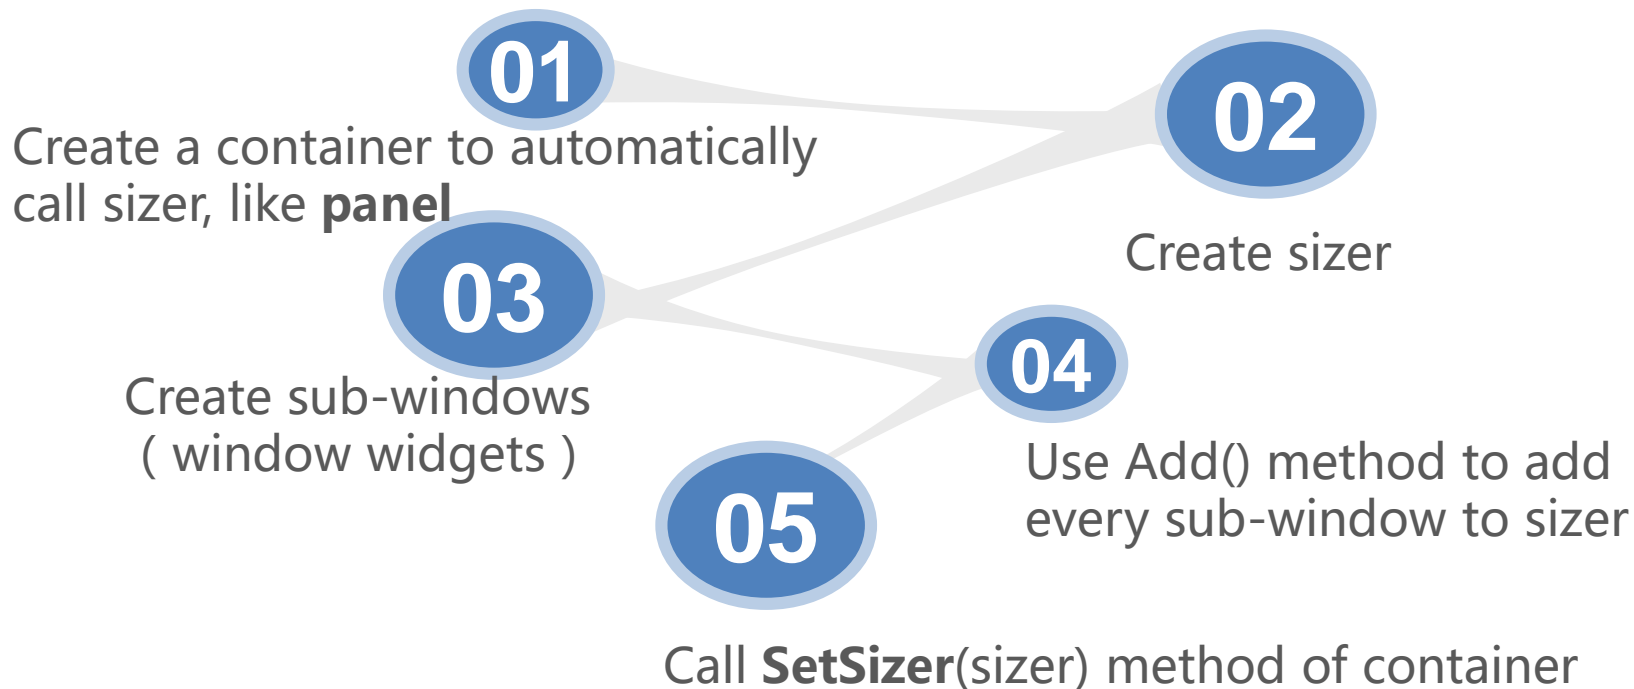 01
Create a container to automatically
call sizer, like panel
02
Create sizer
03
Create sub-windows
( window widgets )
04
Use Add() method to add
every sub-window to sizer
05
Call SetSizer(sizer) method of container